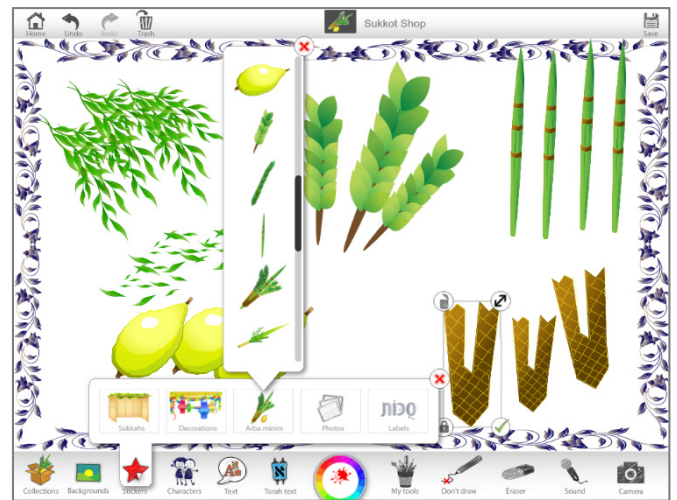 Sukkot Shop
Home Undo Redo Trash Save
Sukkahs Decorations Arba minim Photos Labels
סֻכּוֹת
Collections Backgrounds Stickers Characters Text Torah text My tools Don't draw Eraser Sound Camera